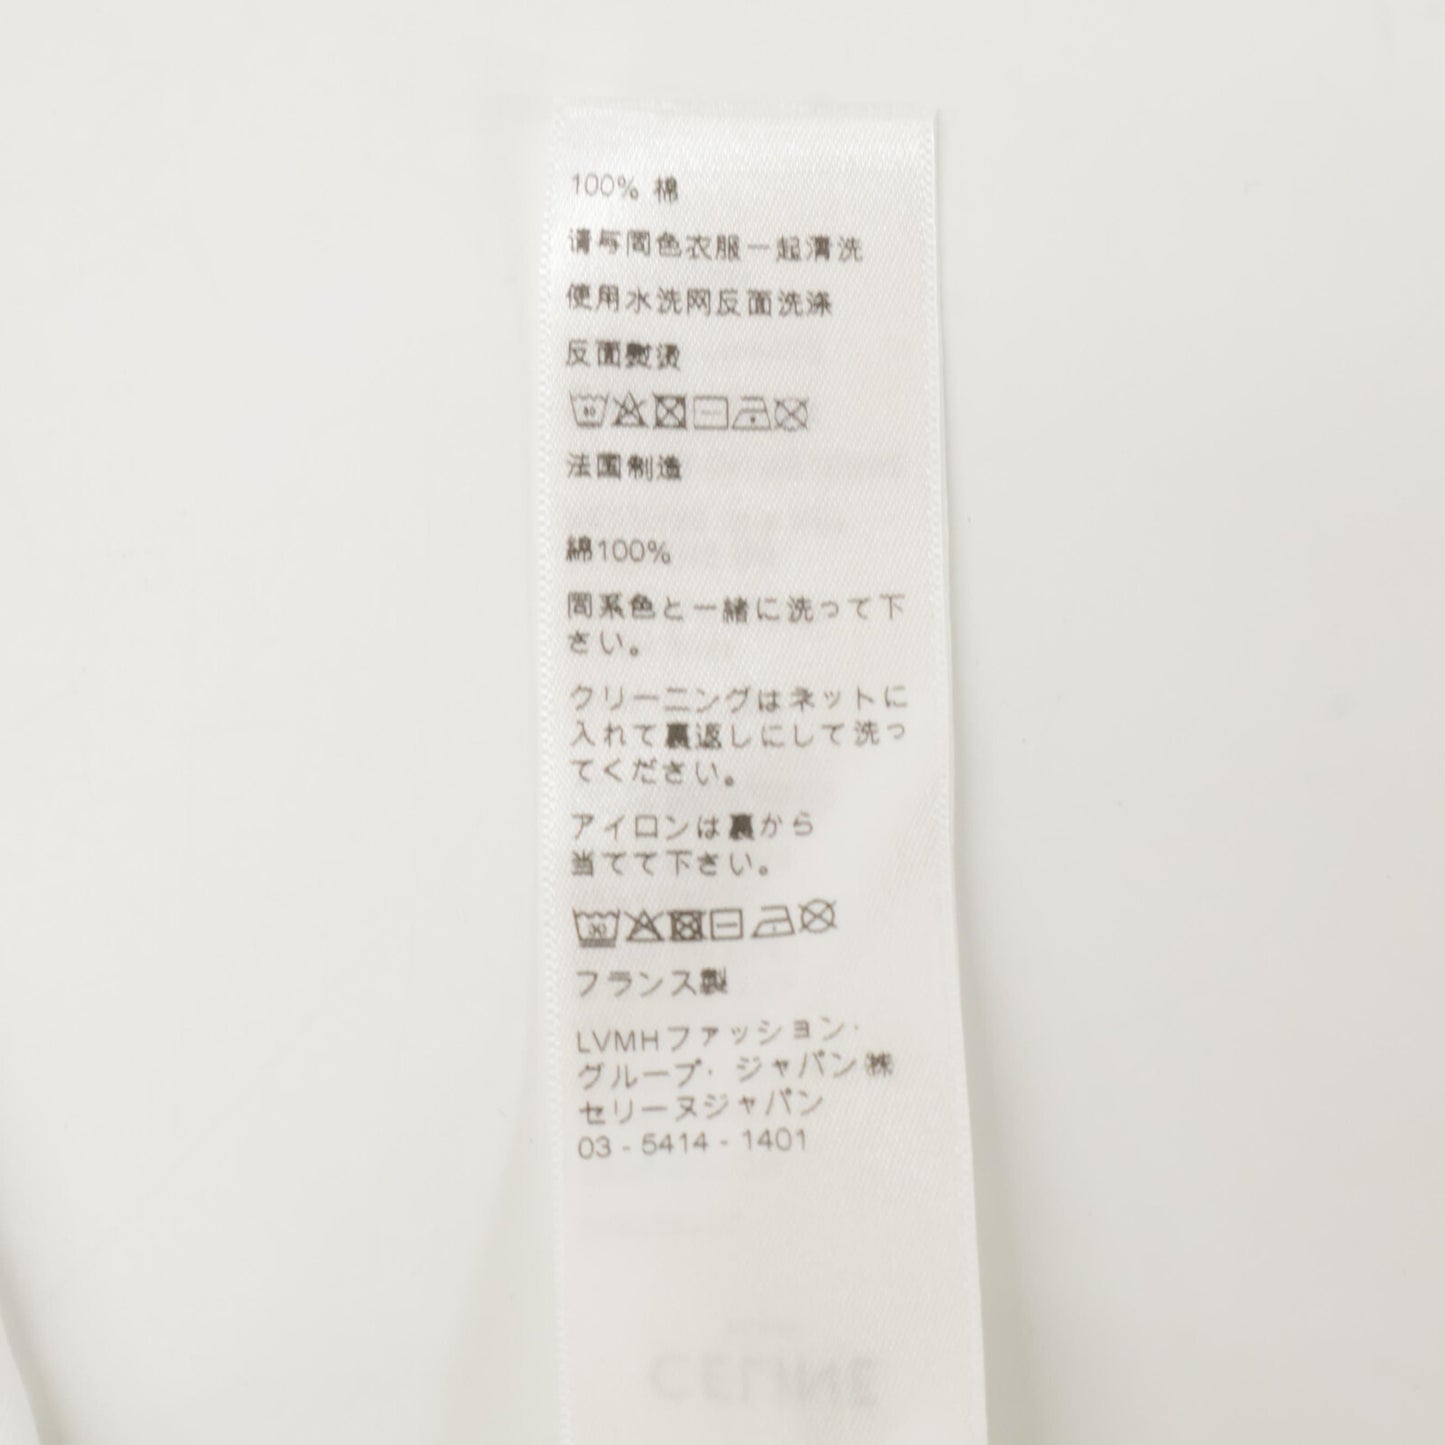 100% 棉
请与同色衣服一起清洗
使用水洗网反面洗涤
反面熨烫
法国制造
綿100%
同系色と一緒に洗って下
さい。
クリーニングはネットに
入れて裏返しにして洗っ
てください。
アイロンは裏から
当てて下さい。
30
フランス製
LVMHファッション・
グループ・ジャパン㈱
セリーヌジャパン
03 - 5414 - 1401
CELINE